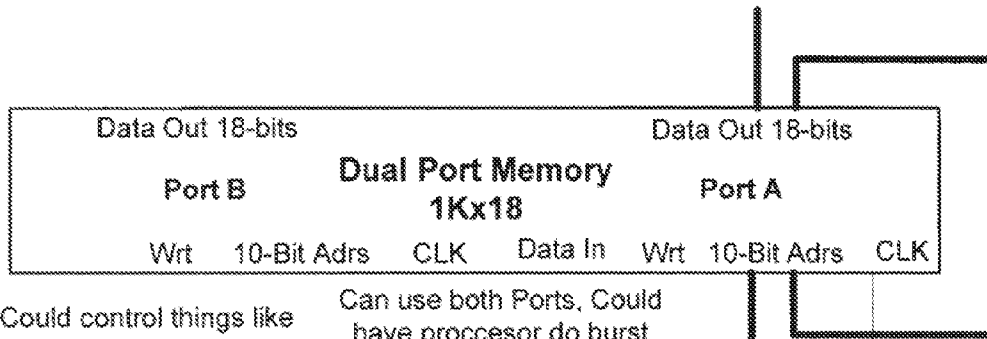 Data Out 18-bits Data Out 18-bits
Dual Port Memory
Port B Port A
1Kx18
Wrt 10-Bit Adrs CLK Data In Wrt 10-Bit Adrs CLK
Could control things like
Can use both Ports, Could
have proccesor do burst